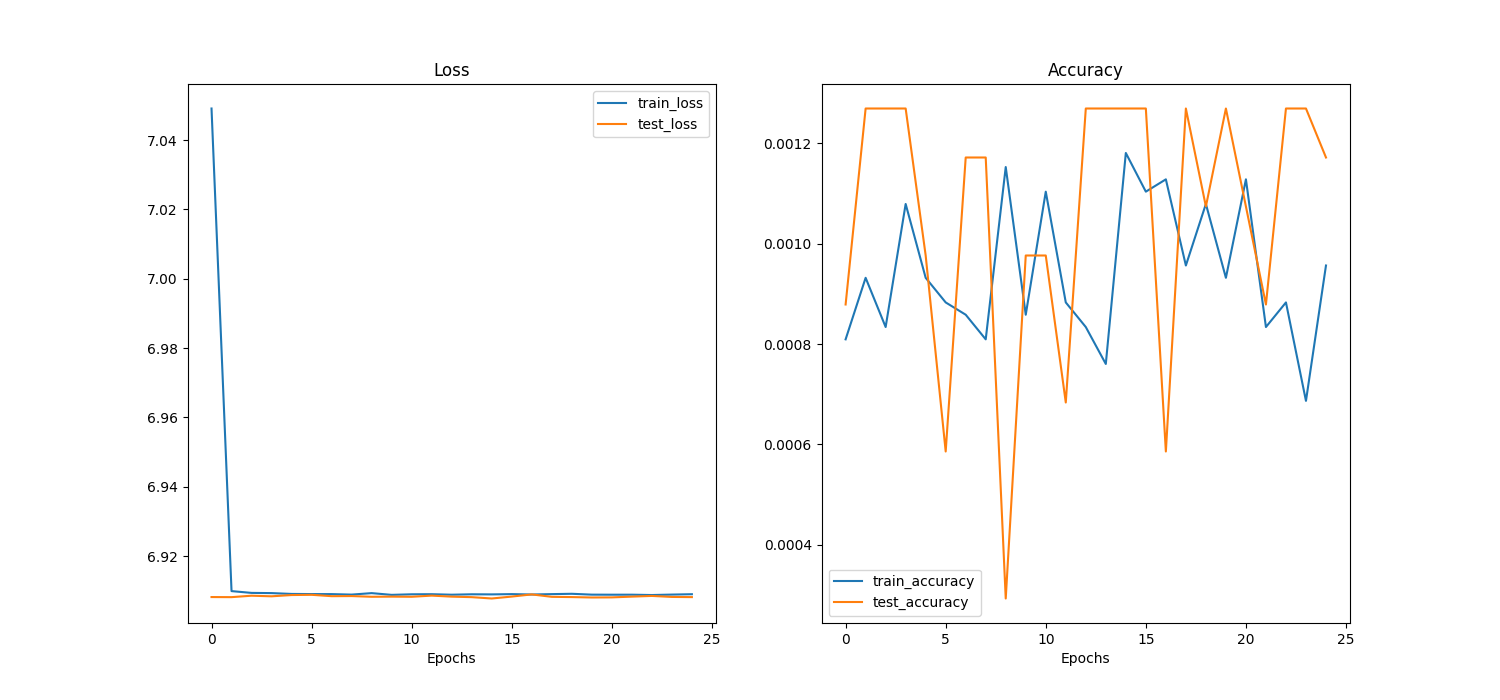 Loss
7.04
7.02
7.00
6.98
6.96
6.94
6.92
0 5 10 15 20 25
Epochs
train_loss
test_loss
Accuracy
0.0012
0.0010
0.0008
0.0006
0.0004
0 5 10 15 20 25
Epochs
train_accuracy
test_accuracy